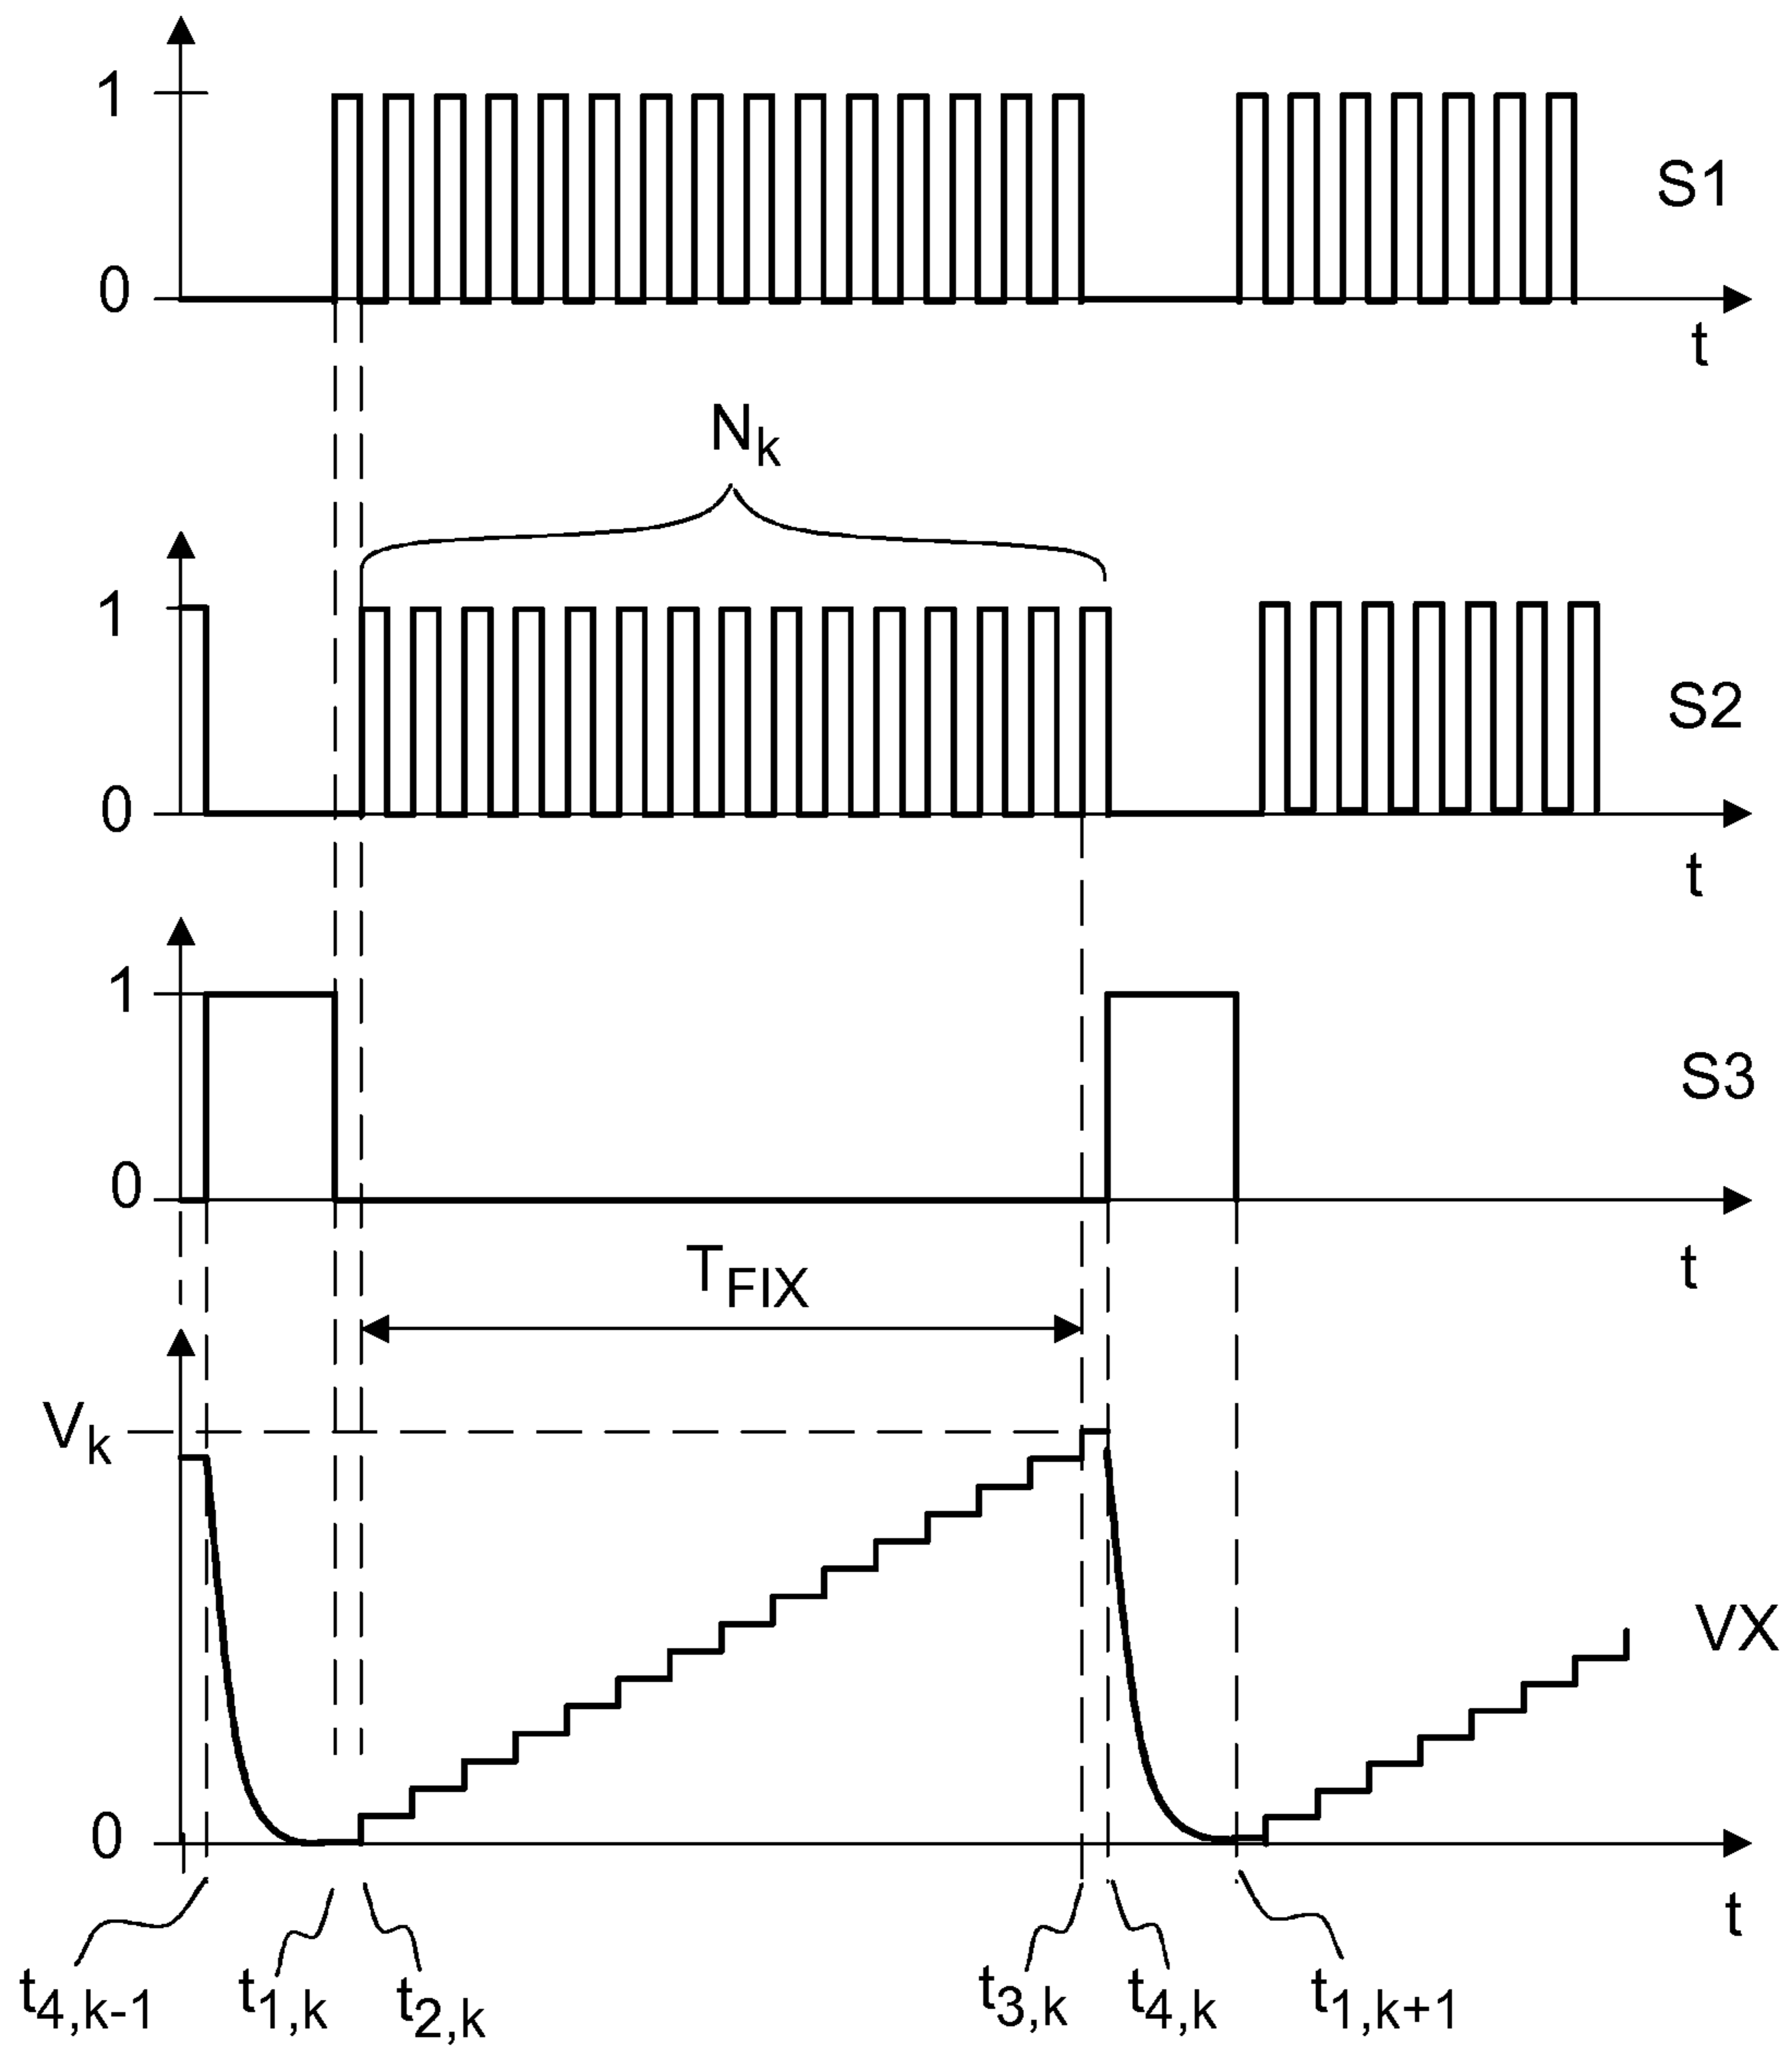 1
S1
0
t
Nk
1
S2
0
t
1
S3
0
t
TFIX
Vk
VX
0
t
t4,k-1
t1,k
t2,k
t3,k
t4,k
t1,k+1